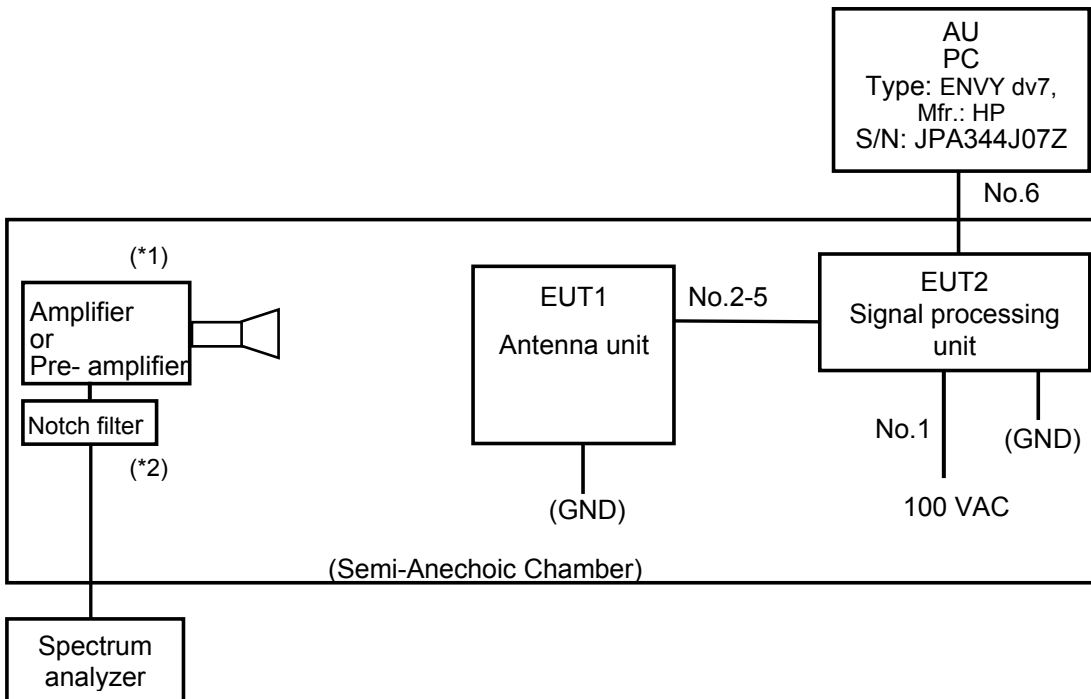 AU
PC
Type: ENVY dv7,
Mfr.: HP
S/N: JPA344J07Z
No.6
(*1)
Amplifier
or
Pre- amplifier
Notch filter
(*2)
EUT1
Antenna unit
(GND)
No.2-5
EUT2
Signal processing
unit
No.1
(GND)
100 VAC
(Semi-Anechoic Chamber)
Spectrum
analyzer